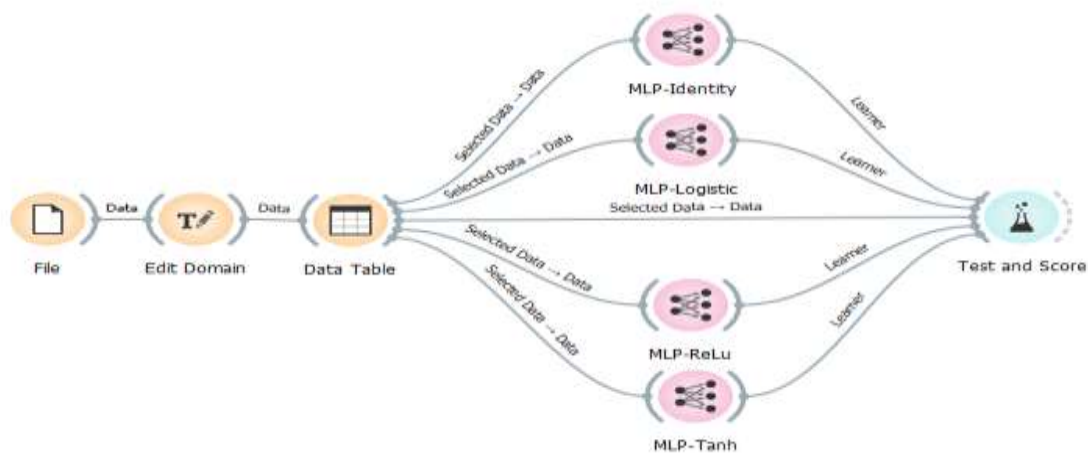 MLP-Identity
Selected Data → Data
Learner
Selected Data → Data
Learner
MLP-Logistic
Selected Data → Data
Data
Data
File
Edit Domain
Data Table
Test and Score
Selected Data → Data
Learner
MLP-ReLu
Selected Data → Data
Learner
MLP-Tanh